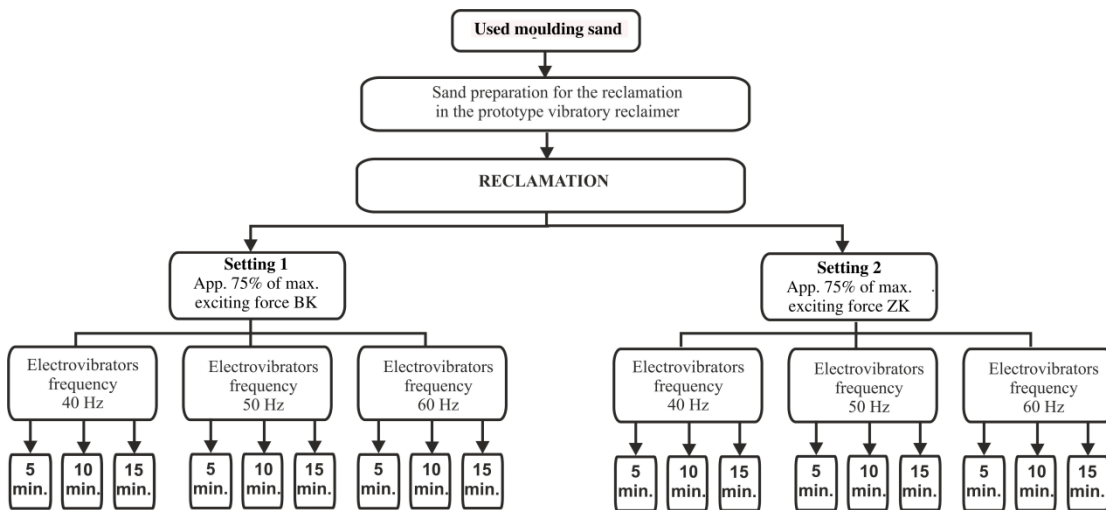 Used moulding sand
Sand preparation for the reclamation
in the prototype vibratory reclaimer
RECLAMATION
Setting 1
App. 75% of max.
exciting force BK
Setting 2
App. 75% of max.
exciting force ZK
Electrovibrators
frequency
40 Hz
Electrovibrators
frequency
50 Hz
Electrovibrators
frequency
60 Hz
Electrovibrators
frequency
40 Hz
Electrovibrators
frequency
50 Hz
Electrovibrators
frequency
60 Hz
5
min.
10
min.
15
min.
5
min.
10
min.
15
min.
5
min.
10
min.
15
min.
5
min.
10
min.
15
min.
5
min.
10
min.
15
min.
5
min.
10
min.
15
min.